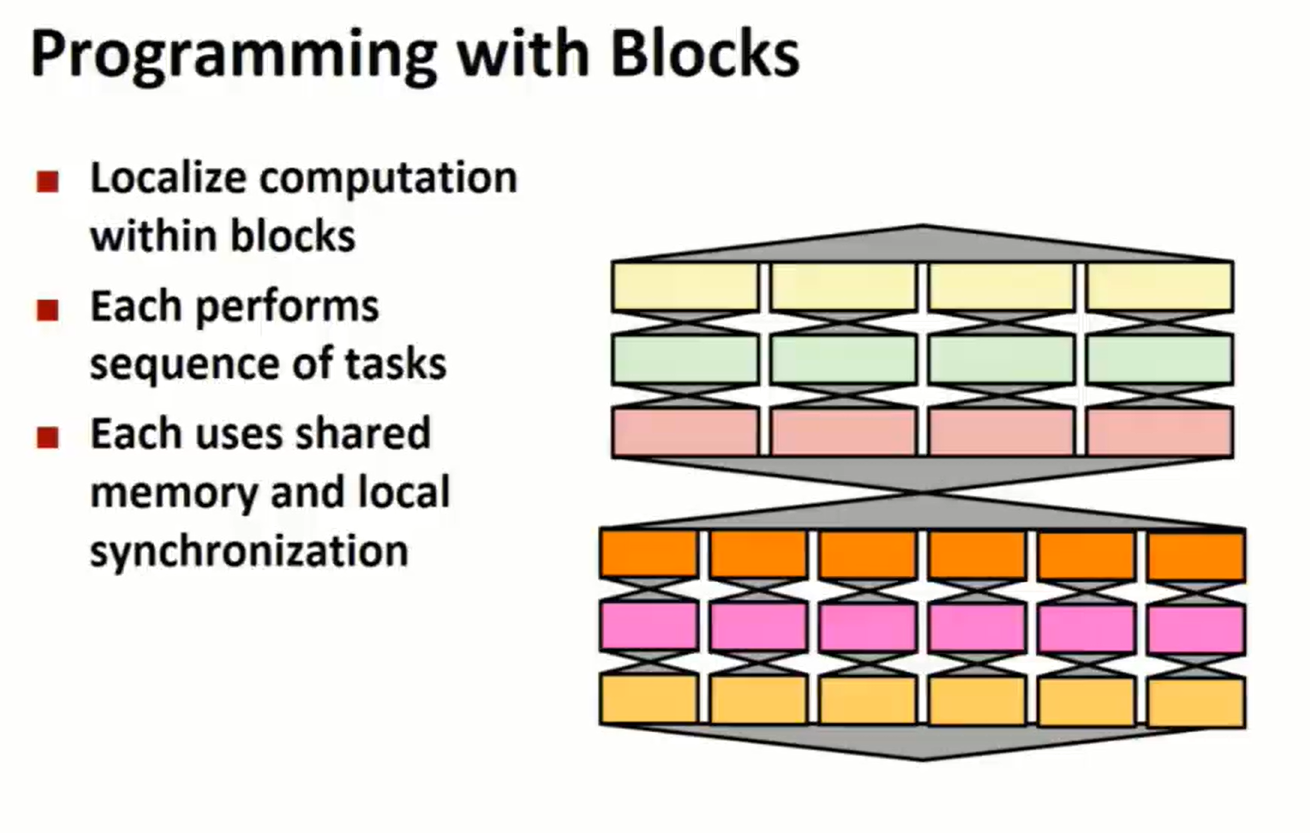 Programming with Blocks
Localize computation
within blocks
Each performs
sequence of tasks
Each uses shared
memory and local
synchronization